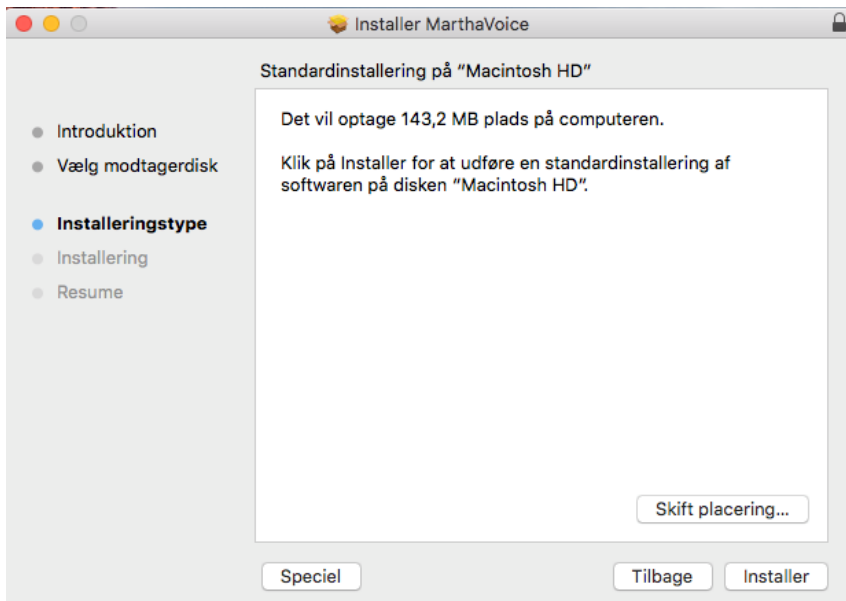 Installer MarthaVoice
Standardinstallering på “Macintosh HD”
Introduktion
Vælg modtagerdisk
Installeringstype
Installering
Resume
Det vil optage 143,2 MB plads på computeren.
Klik på Installer for at udføre en standardinstallering af
softwaren på disken “Macintosh HD”.
Skift placering...
Speciel
Tilbage
Installer